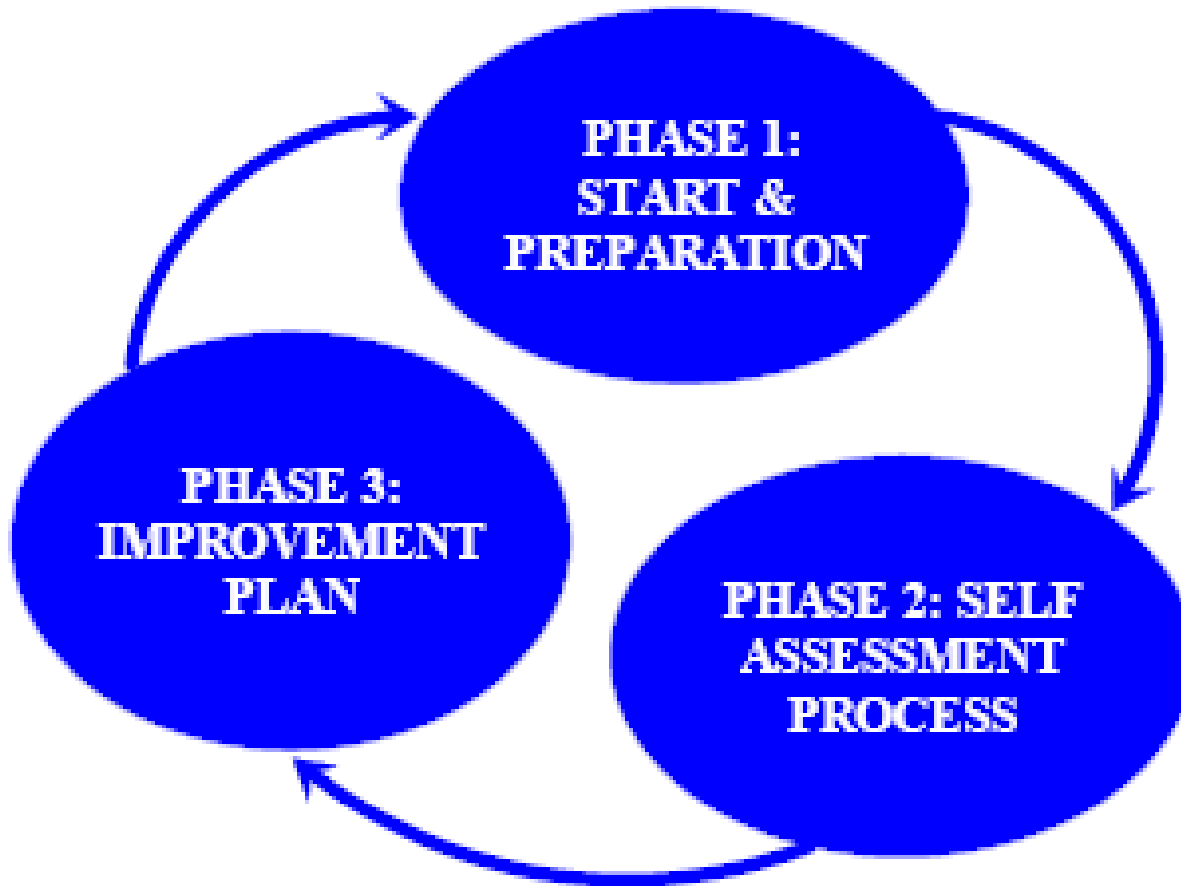 PHASE 1:
START &
PREPARATION
PHASE 2: SELF
ASSESSMENT
PROCESS
PHASE 3:
IMPROVEMENT
PLAN